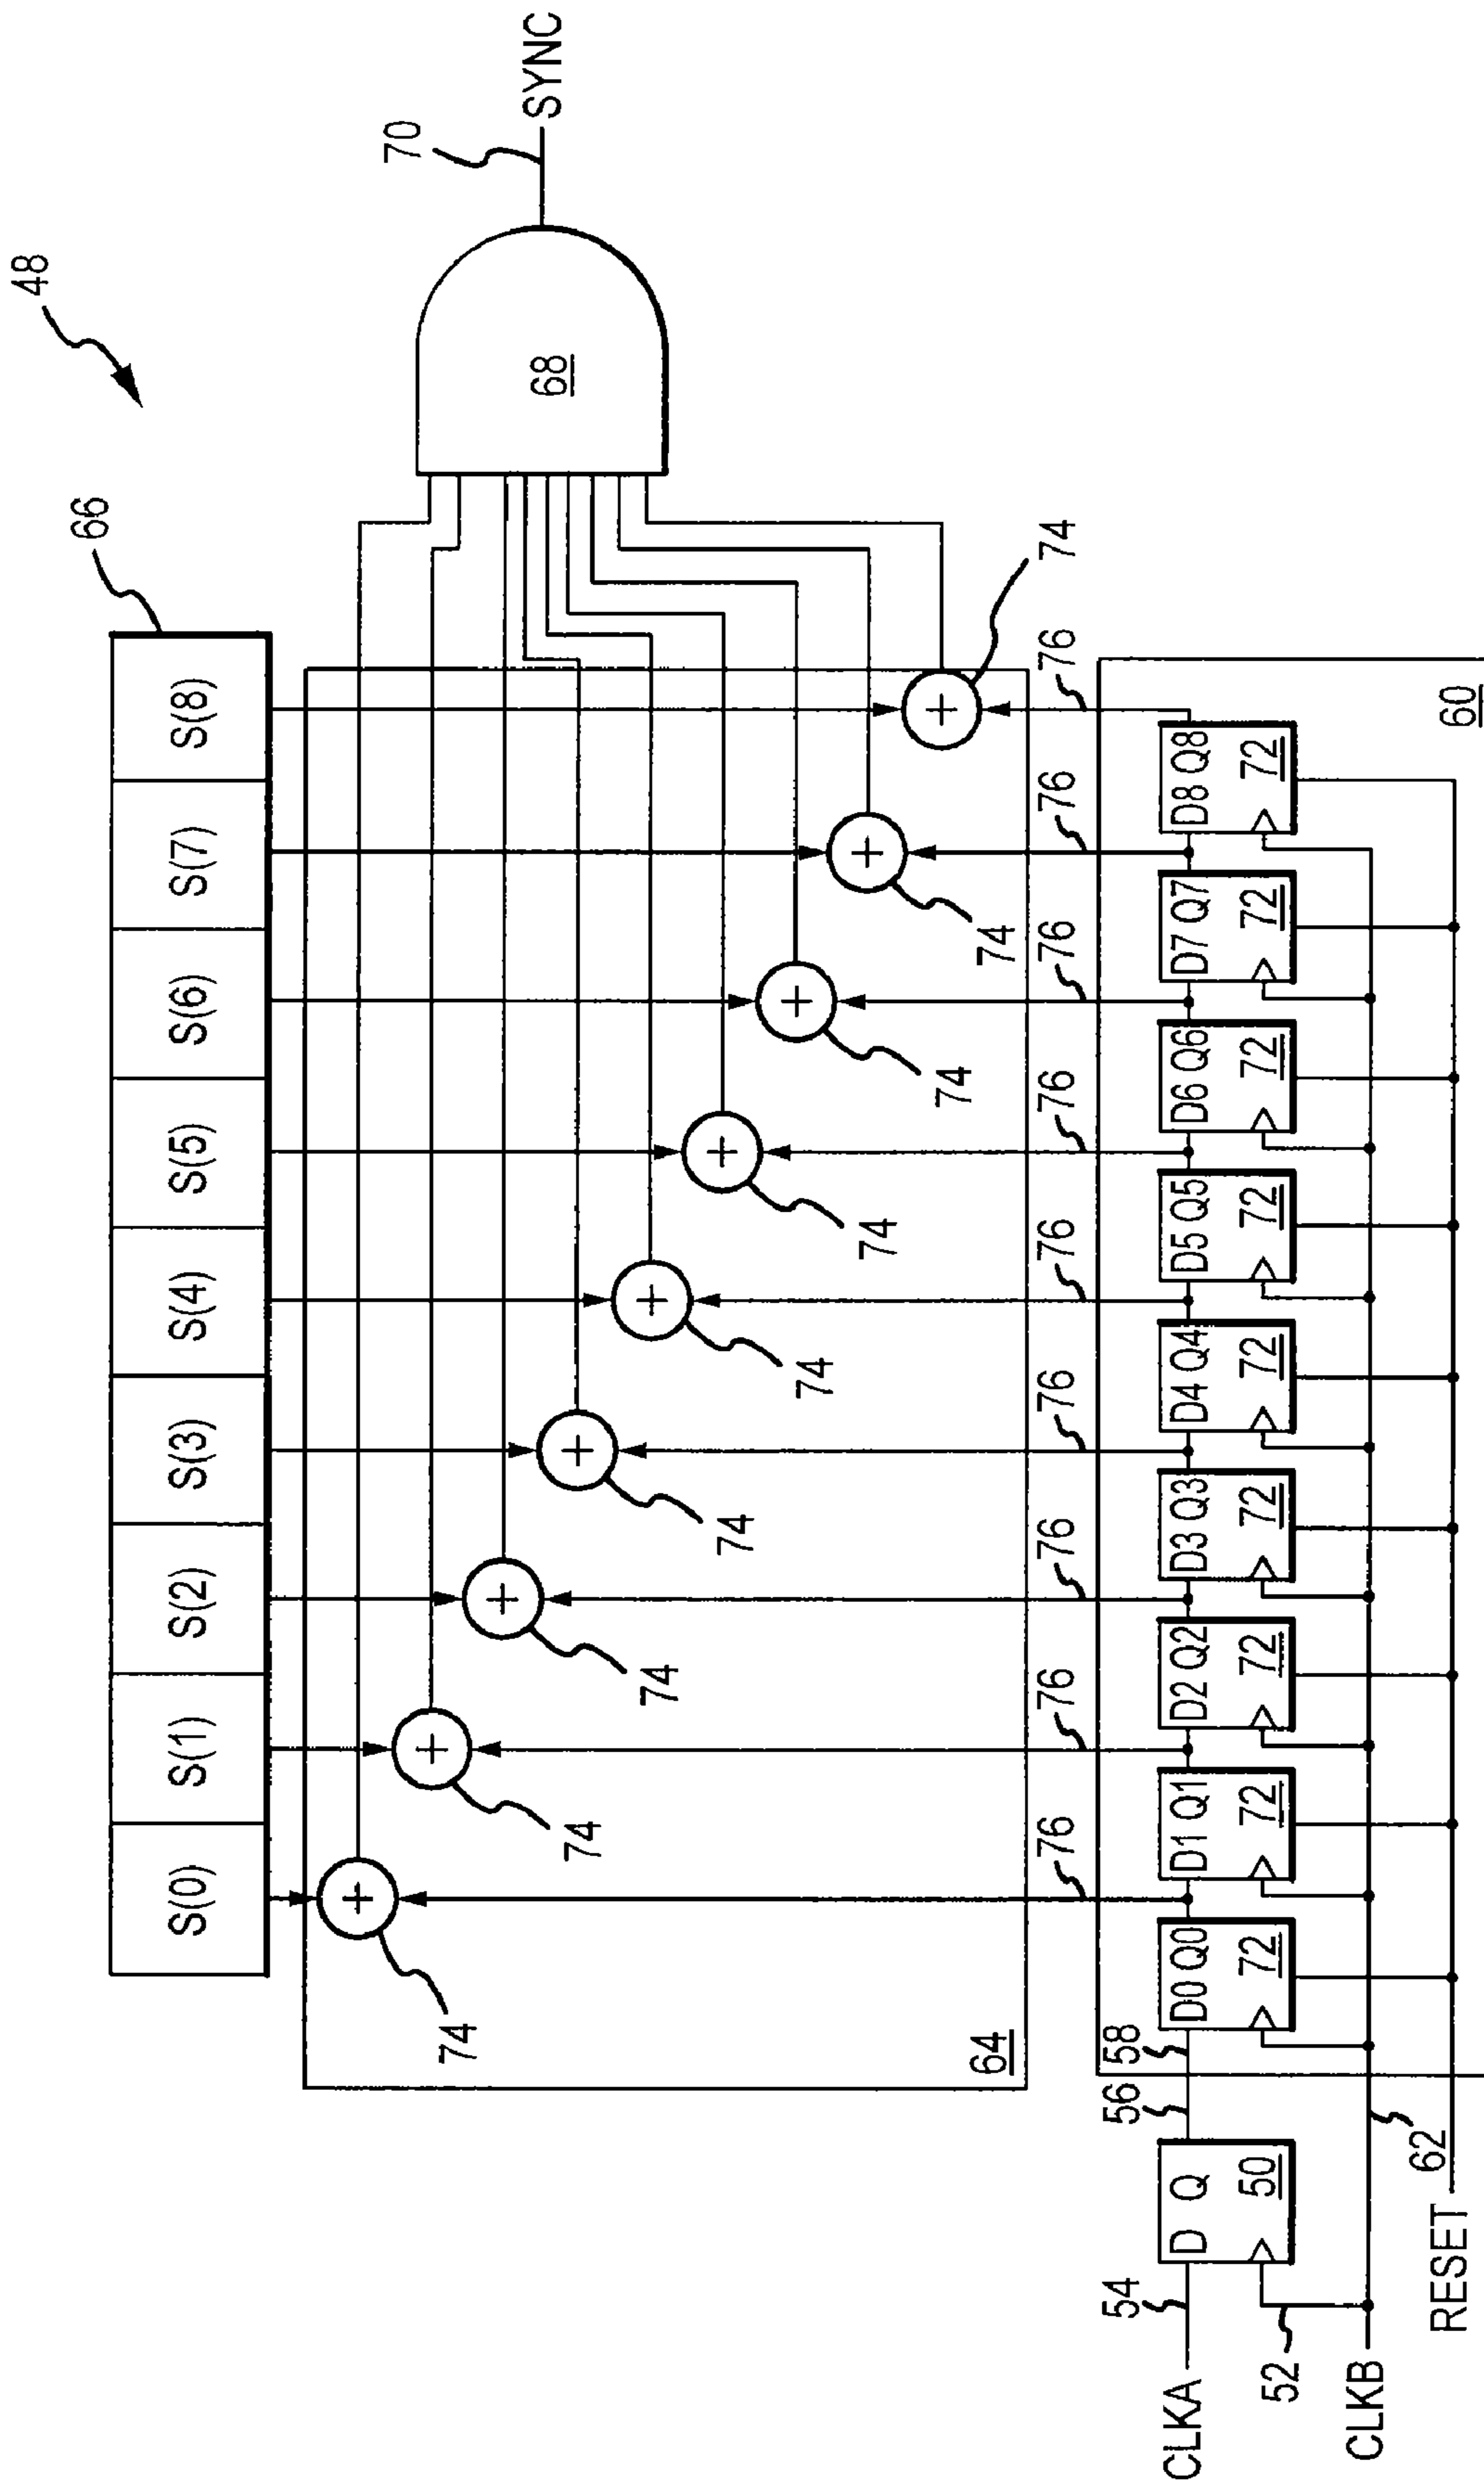 48
66
S(0) S(1) S(2) S(3) S(4) S(5) S(6) S(7) S(8)
70
SYNC
68
+ 74
+ 74
+ 74
+ 74
+ 74
+ 74
+ 74
+ 74
+ 74
64
76 76 76 76 76 76 76 76 76
CLKA 54 D Q 56 58 D0 Q0 D1 Q1 D2 Q2 D3 Q3 D4 Q4 D5 Q5 D6 Q6 D7 Q7 D8 Q8
50 72 72 72 72 72 72 72 72 72
52
CLKB
62
RESET
60